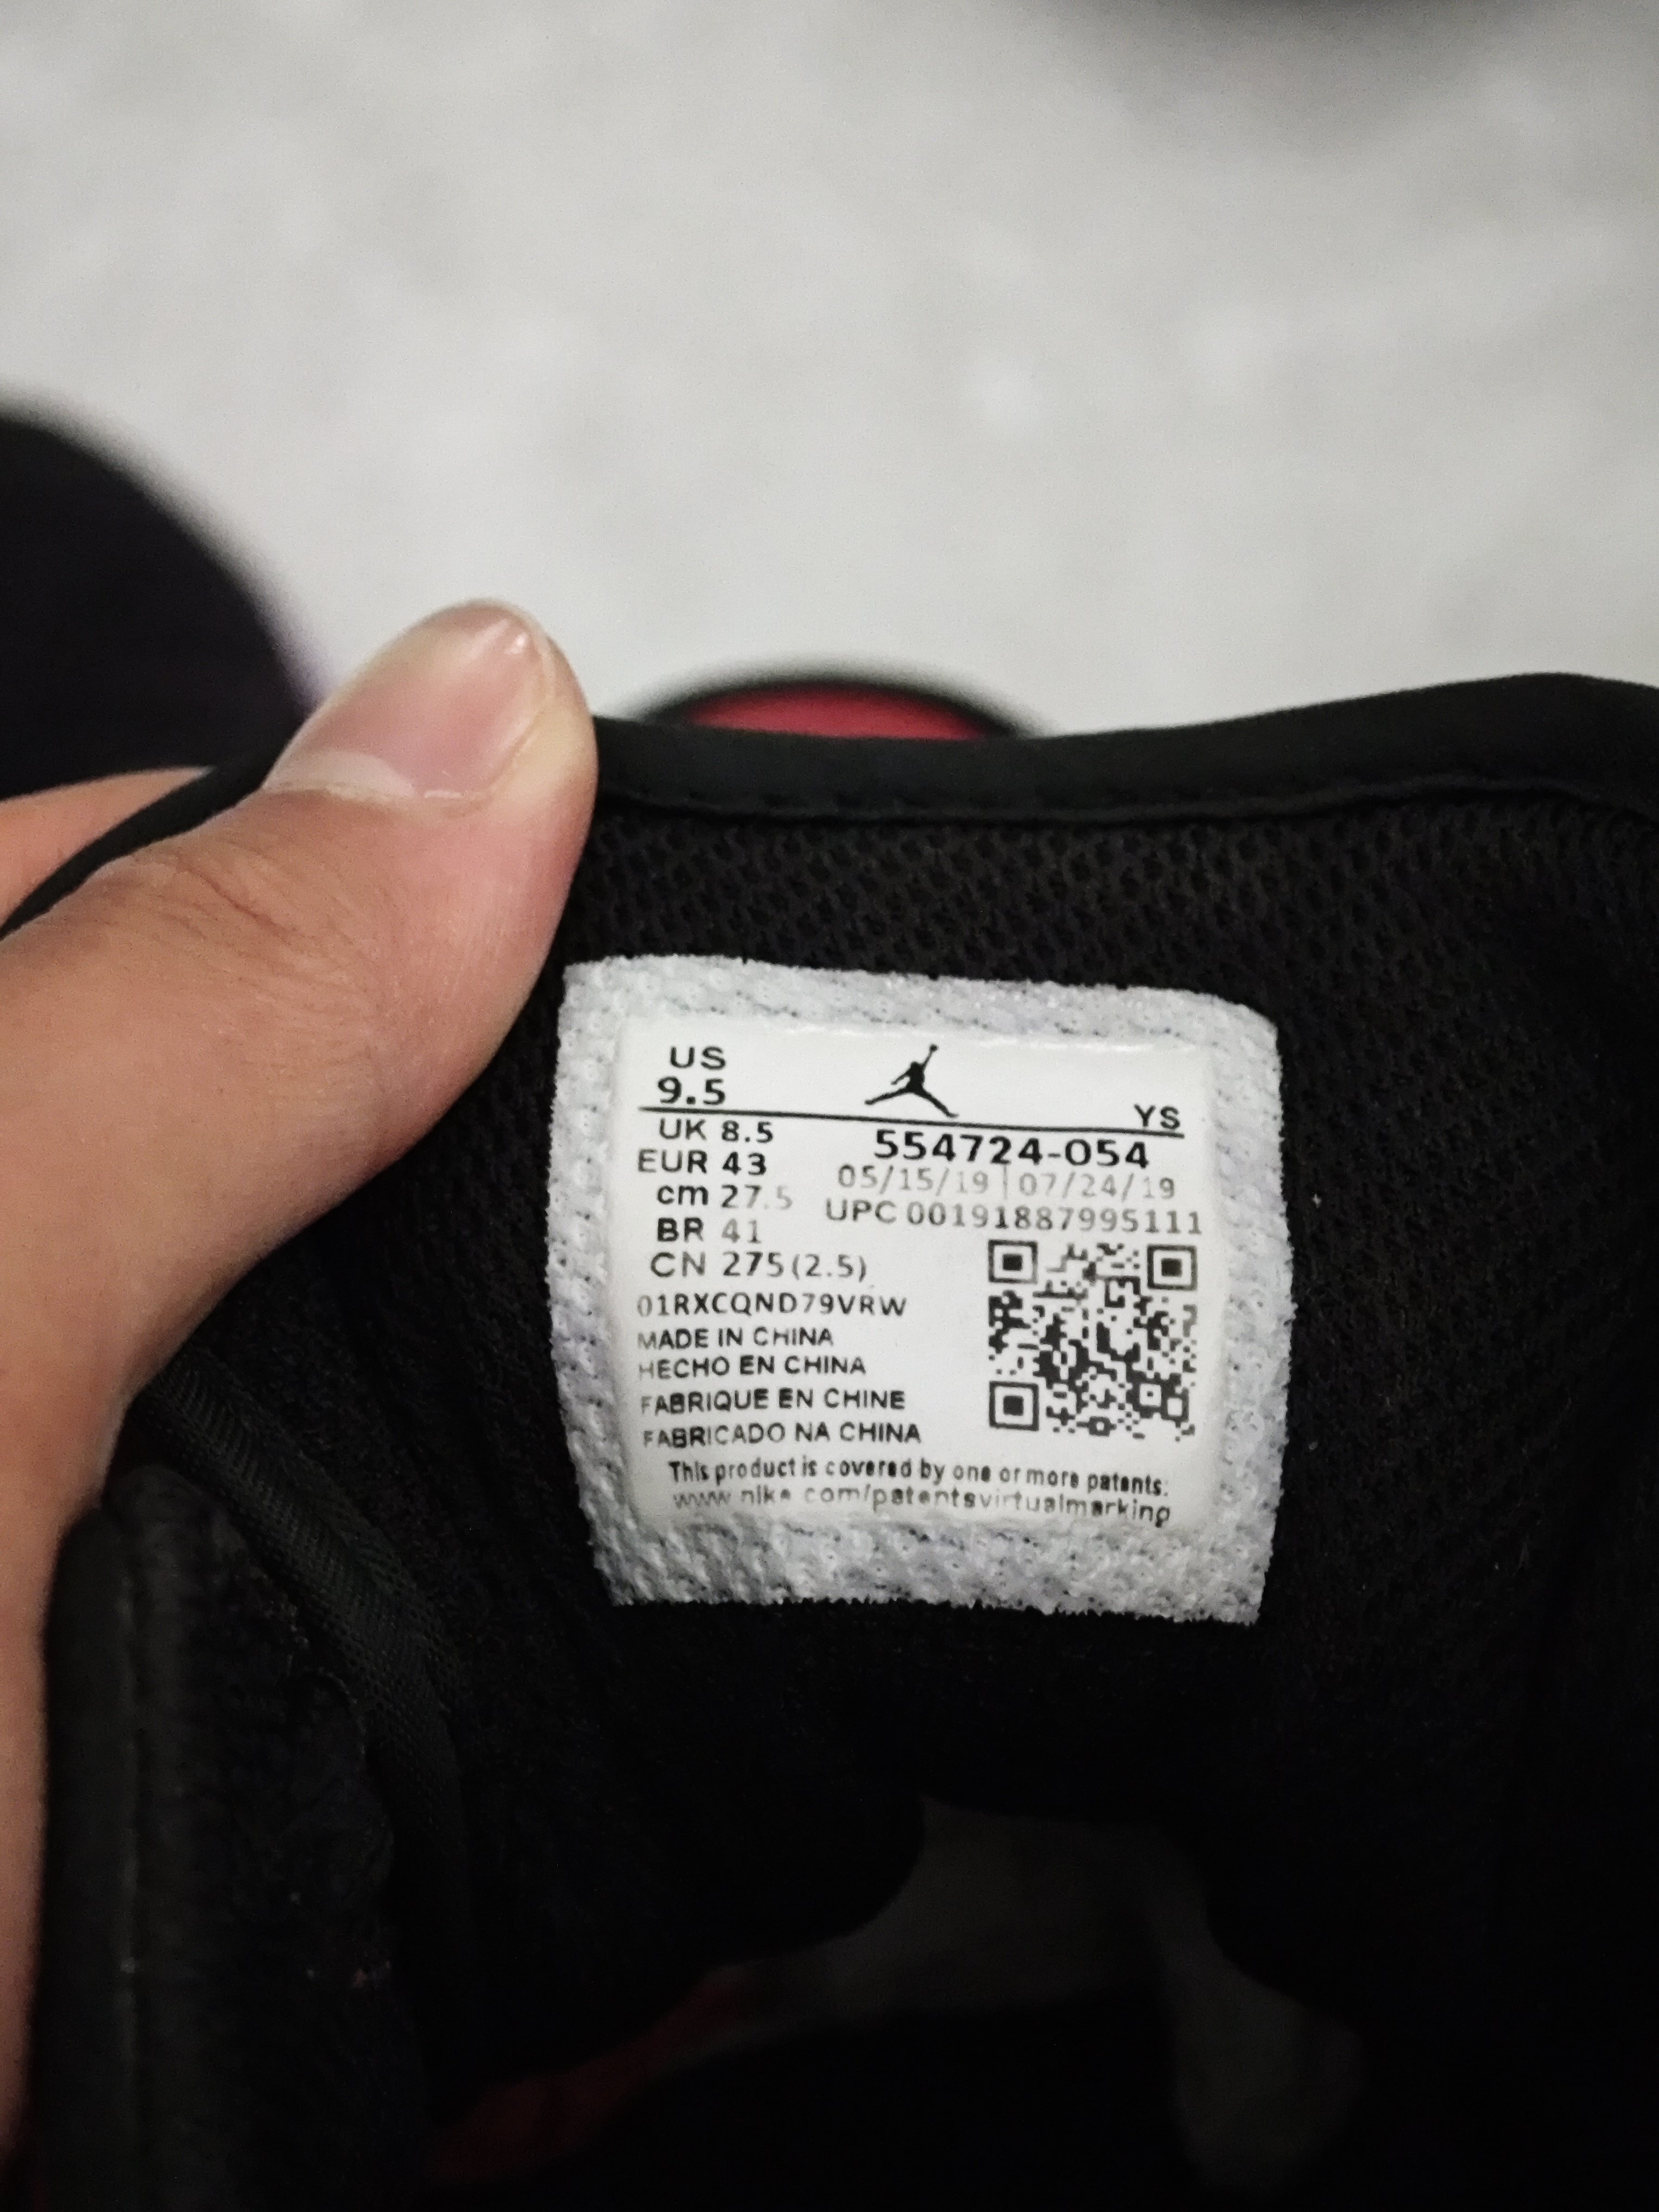 US
9.5
YS
UK 8.5
554724-054
EUR 43
05/15/19 | 07/24/19
cm 27.5
UPC 00191887995111
BR 41
CN 275(2.5)
01RXCQND79VRW
MADE IN CHINA
HECHO EN CHINA
FABRIQUE EN CHINE
FABRICADO NA CHINA
This product is covered by one or more patents:
www.nike.com/patentsvirtualmarking